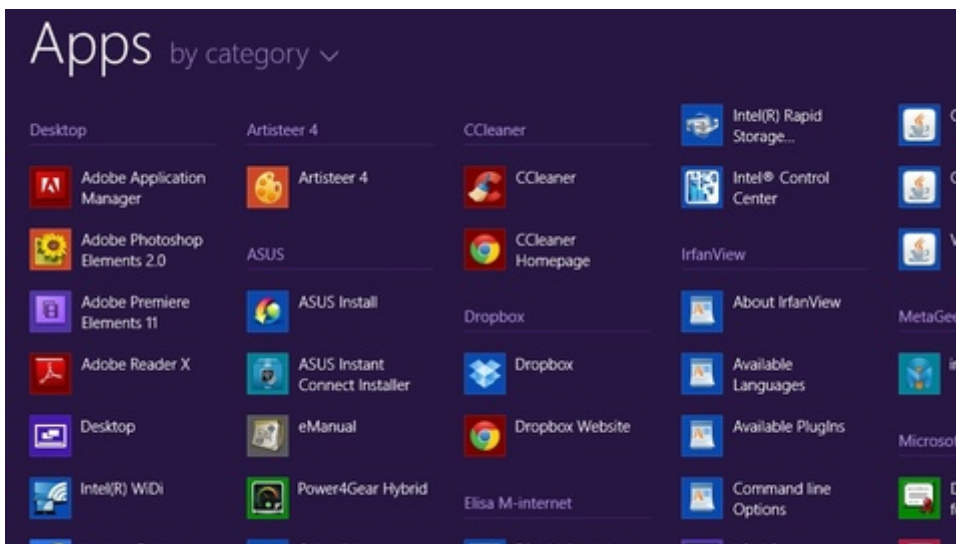 Apps by category
Desktop
Adobe Application
Manager
Adobe Photoshop
Elements 2.0
Adobe Premiere
Elements 11
Adobe Reader X
Desktop
Intel(R) WiDi
Artisteer 4
Artisteer 4
ASUS
ASUS Install
ASUS Instant
Connect Installer
eManual
Power4Gear Hybrid
CCleaner
CCleaner
CCleaner
Homepage
Dropbox
Dropbox
Dropbox Website
Elisa M-internet
Intel(R) Rapid
Storage...
Intel® Control
Center
IrfanView
About IrfanView
Available
Languages
Available PlugIns
Command line
Options
MetaGee
Microsoft